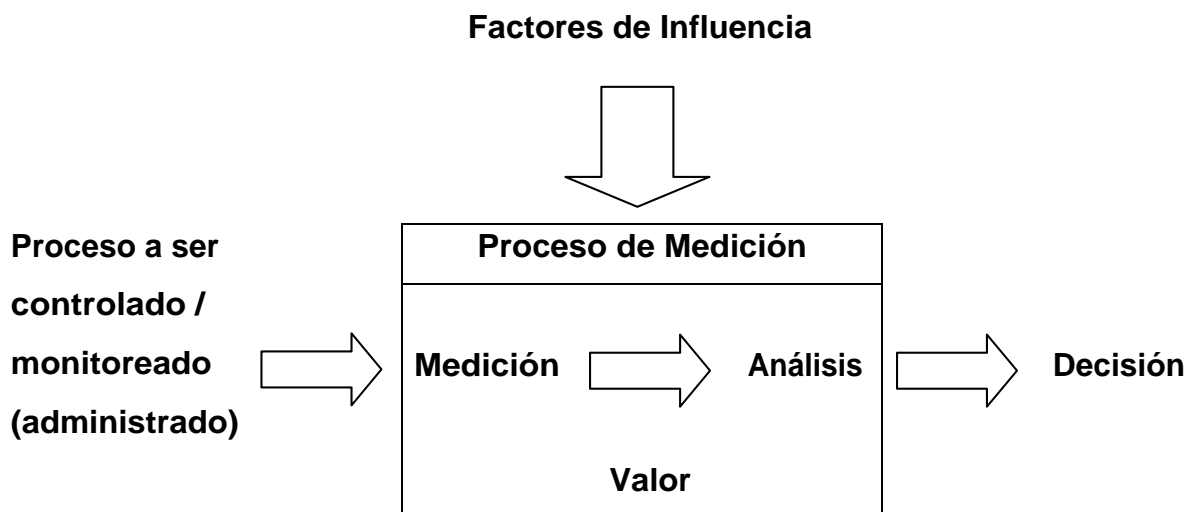 Factores de Influencia
Proceso a ser
controlado /
monitoreado
(administrado)
Proceso de Medición
Medición
Análisis
Valor
Decisión